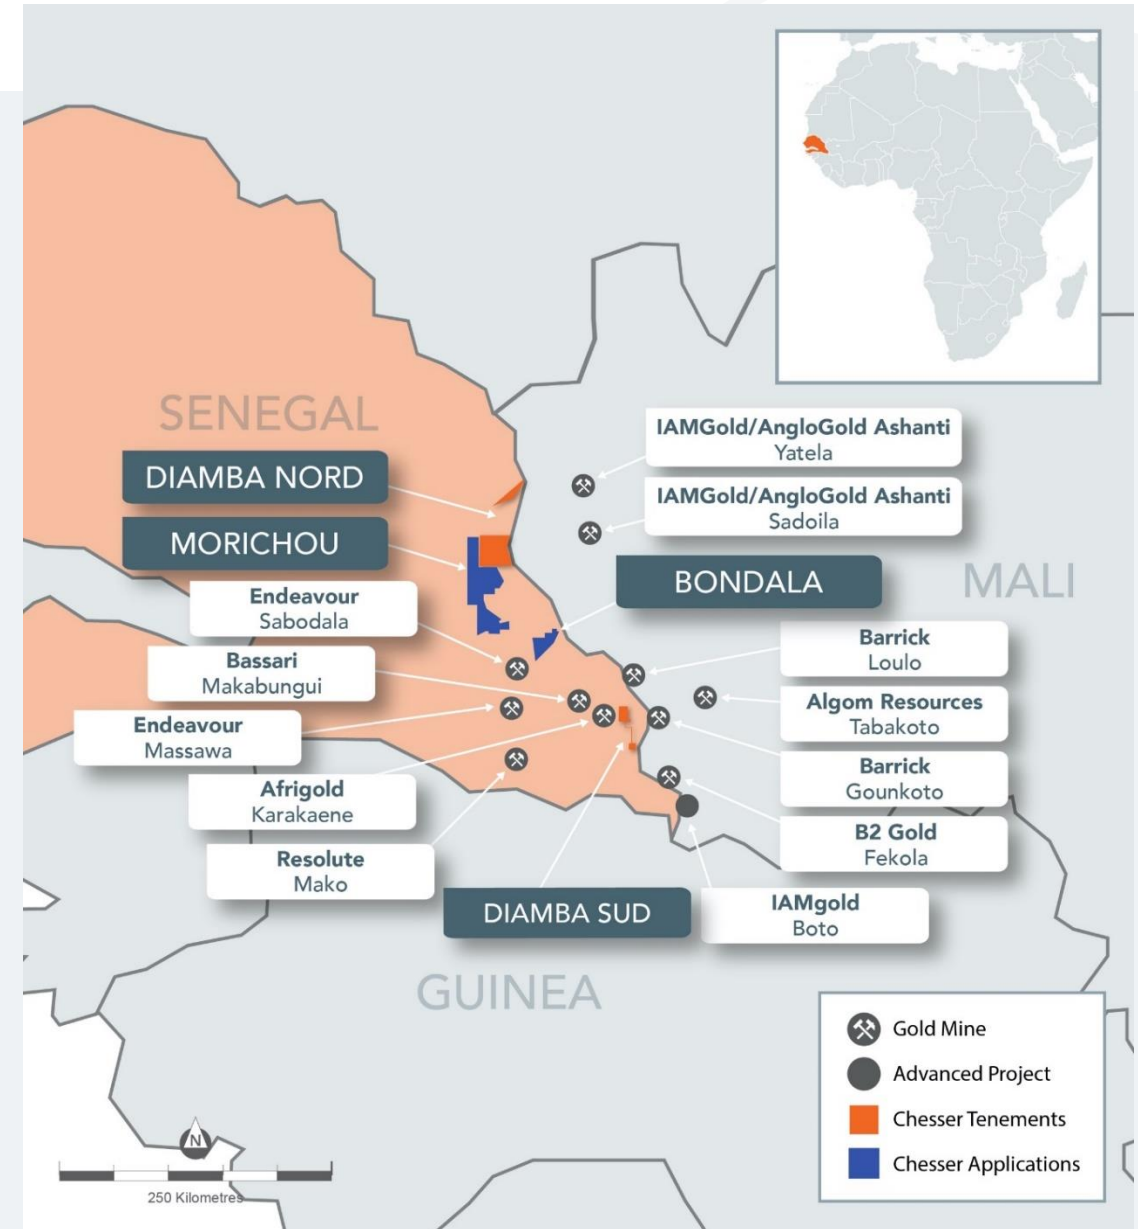 SENEGAL
DIAMBA NORD
MORICHOU
Endeavour
Sabodala
Bassari
Makabungui
Endeavour
Massawa
Afrigold
Karakaene
Resolute
Mako
IAMGold/AngloGold Ashanti
Yatela
IAMGold/AngloGold Ashanti
Sadoila
BONDALA
MALI
Barrick
Loulo
Algom Resources
Tabakoto
Barrick
Gounkoto
B2 Gold
Fekola
DIAMBA SUD
IAMgold
Boto
GUINEA
Gold Mine
Advanced Project
Chesser Tenements
Chesser Applications
N
250 Kilometres